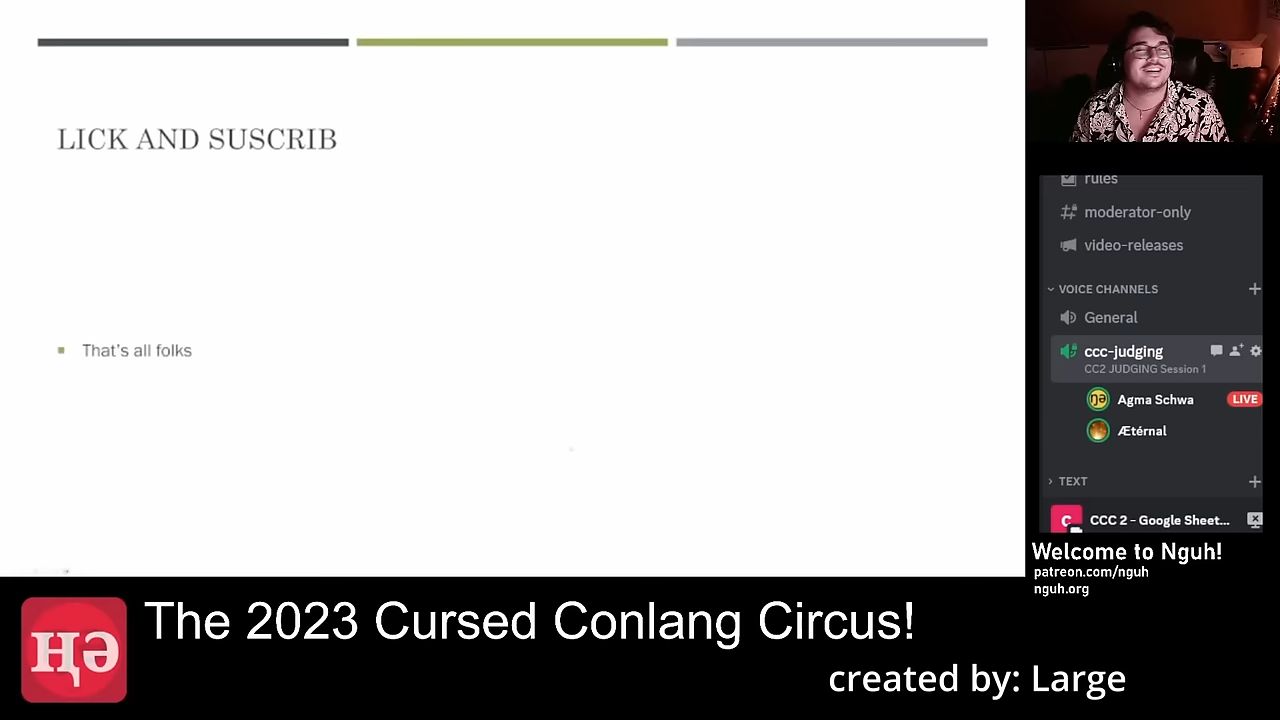 LICK AND SUSCRIB
That's all folks
rules
moderator-only
video-releases
VOICE CHANNELS
General
ccc-judging
CC2 JUDGING Session 1
ŋə Agma Schwa LIVE
Ætérnal
TEXT
C CCC 2 - Google Sheet...
Welcome to Nguh!
patreon.com/nguh
nguh.org
ӊә The 2023 Cursed Conlang Circus!
created by: Large